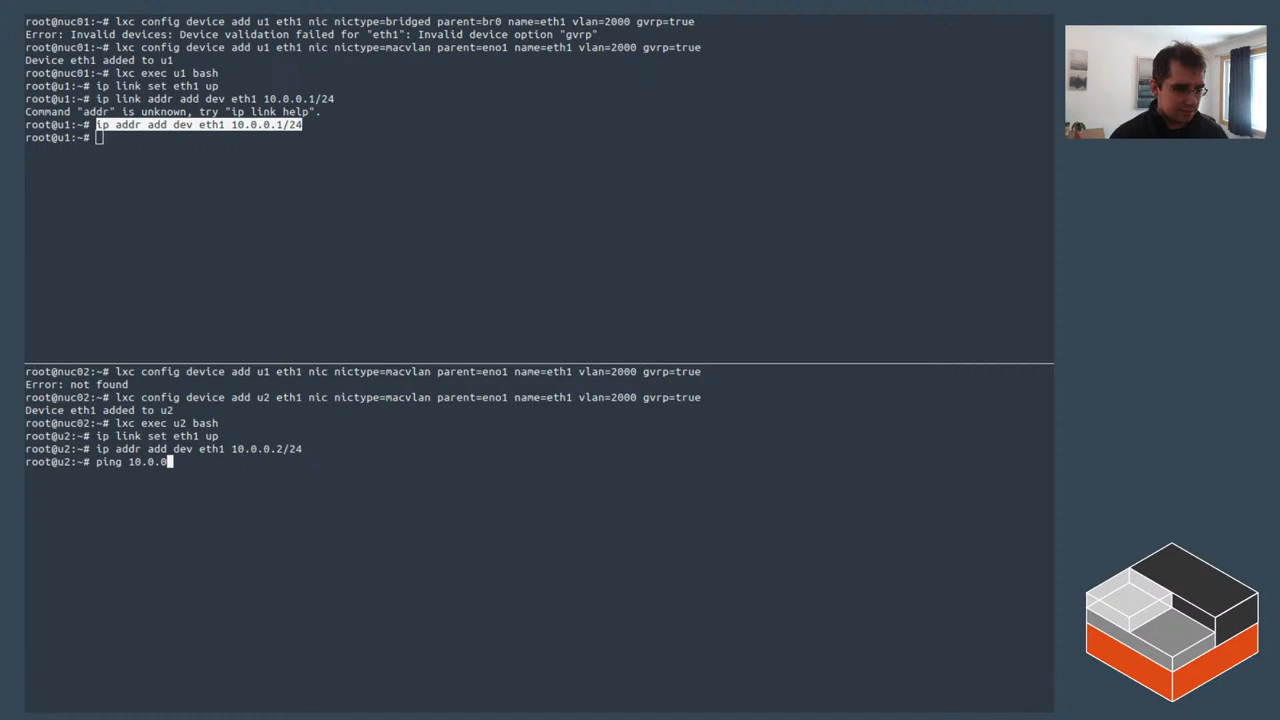 root@nuc01:~# lxc config device add u1 eth1 nic nictype=bridged parent=br0 name=eth1 vlan=2000 gvrp=true
Error: Invalid devices: Device validation failed for "eth1": Invalid device option "gvrp"
root@nuc01:~# lxc config device add u1 eth1 nic nictype=macvlan parent=eno1 name=eth1 vlan=2000 gvrp=true
Device eth1 added to u1
root@nuc01:~# lxc exec u1 bash
root@u1:~# ip link set eth1 up
root@u1:~# ip link addr add dev eth1 10.0.0.1/24
Command "addr" is unknown, try "ip link help".
root@u1:~# ip addr add dev eth1 10.0.0.1/24
root@u1:~#
root@nuc02:~# lxc config device add u1 eth1 nic nictype=macvlan parent=eno1 name=eth1 vlan=2000 gvrp=true
Error: not found
root@nuc02:~# lxc config device add u2 eth1 nic nictype=macvlan parent=eno1 name=eth1 vlan=2000 gvrp=true
Device eth1 added to u2
root@nuc02:~# lxc exec u2 bash
root@u2:~# ip link set eth1 up
root@u2:~# ip addr add dev eth1 10.0.0.2/24
root@u2:~# ping 10.0.0